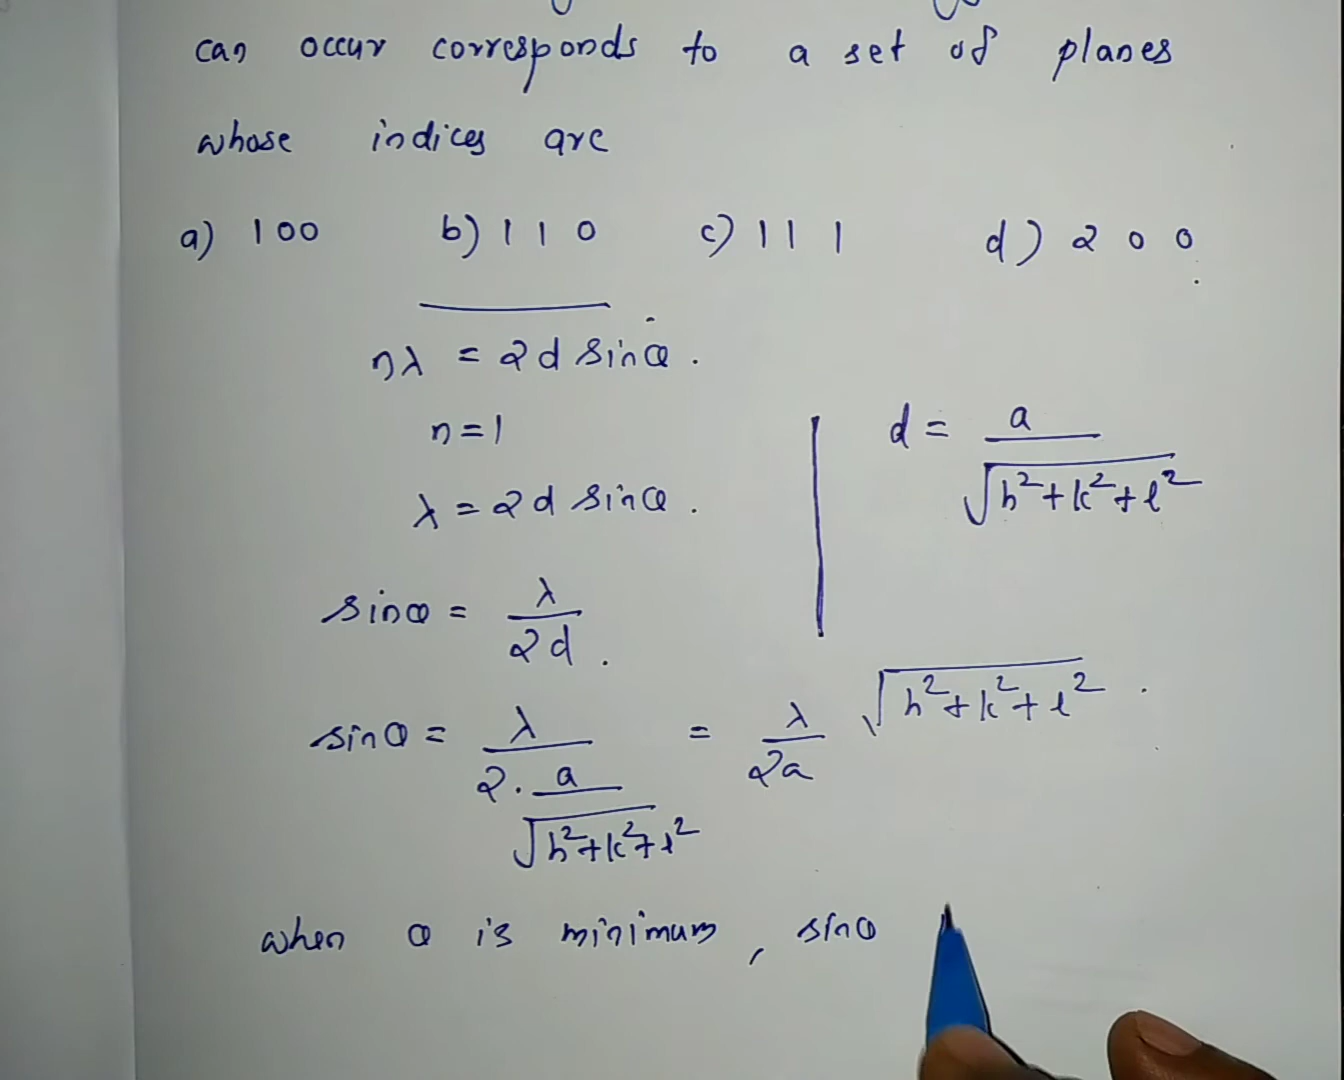 can occur corresponds to a set of planes
whose indices are
a) 100 b) 110 c) 111 d) 200
nλ = 2d sinθ.
n=1
λ = 2d sinθ.
d = a / √h²+k²+l²
sinθ = λ / 2d.
sinθ = λ / 2. a / √h²+k²+l² = λ / 2a √h²+k²+l².
when θ is minimum, sinθ